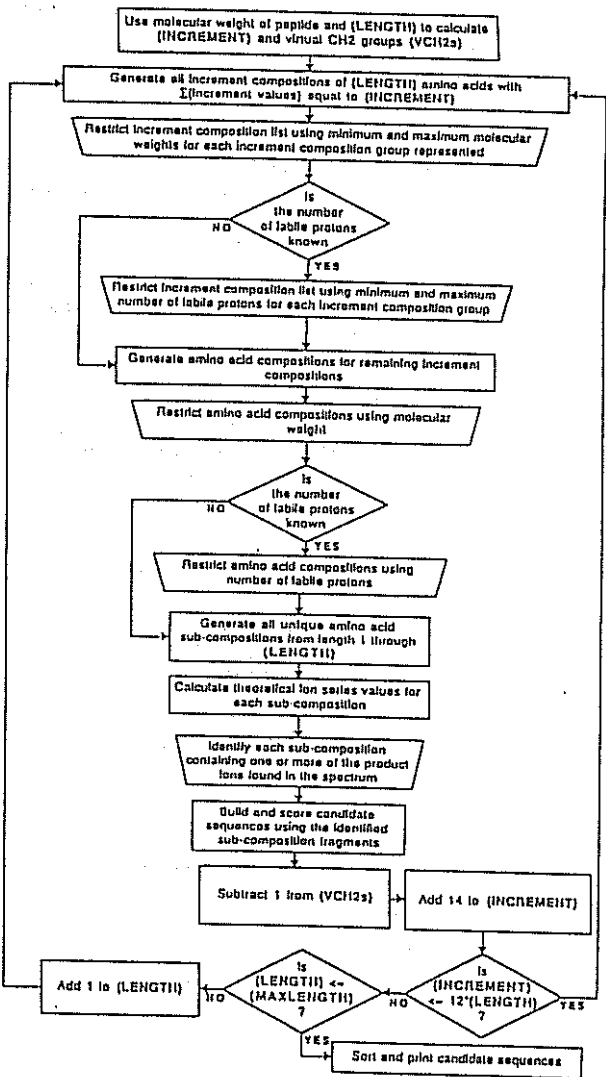 Use molecular weight of peptide and (LENGTH) to calculate
(INCREMENT) and virtual CH2 groups (VCH2s)
Generate all increment compositions of (LENGTH) amino acids with
Σ(increment values) equal to (INCREMENT)
Restrict increment composition list using minimum and maximum molecular
weights for each increment composition group represented
Is
the number
of labile protons
known
NO
YES
Restrict increment composition list using minimum and maximum
number of labile protons for each increment composition group
Generate amino acid compositions for remaining increment
compositions
Restrict amino acid compositions using molecular
weight
Is
the number
of labile protons
known
NO
YES
Restrict amino acid compositions using
number of labile protons
Generate all unique amino acid
sub-compositions from length 1 through
(LENGTH)
Calculate theoretical ion series values for
each sub-composition
Identify each sub-composition
containing one or more of the product
ions found in the spectrum
Build and score candidate
sequences using the identified
sub-composition fragments
Subtract 1 from (VCH2s)
Add 14 to (INCREMENT)
Is
(INCREMENT)
<= 12*(LENGTH)
?
YES
NO
Is
(LENGTH) <=
(MAXLENGTH)
?
NO
YES
Add 1 to (LENGTH)
Sort and print candidate sequences